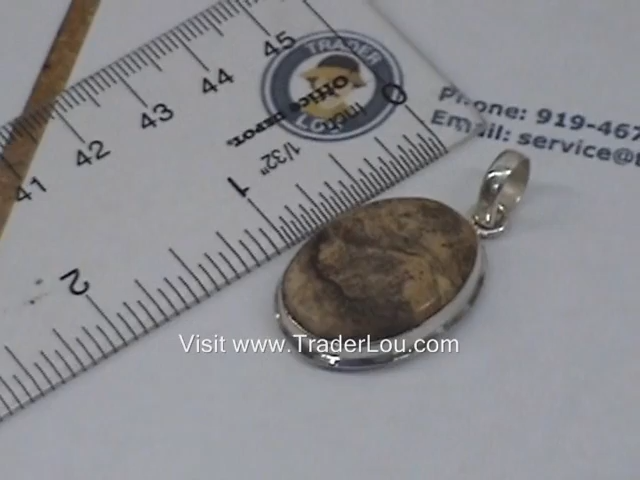 45
44
43
42
41
TRADER
LOU
Office DEPOT
Inch
1/32"
0
1
2
Phone: 919-467
Email: service@t
Visit www.TraderLou.com